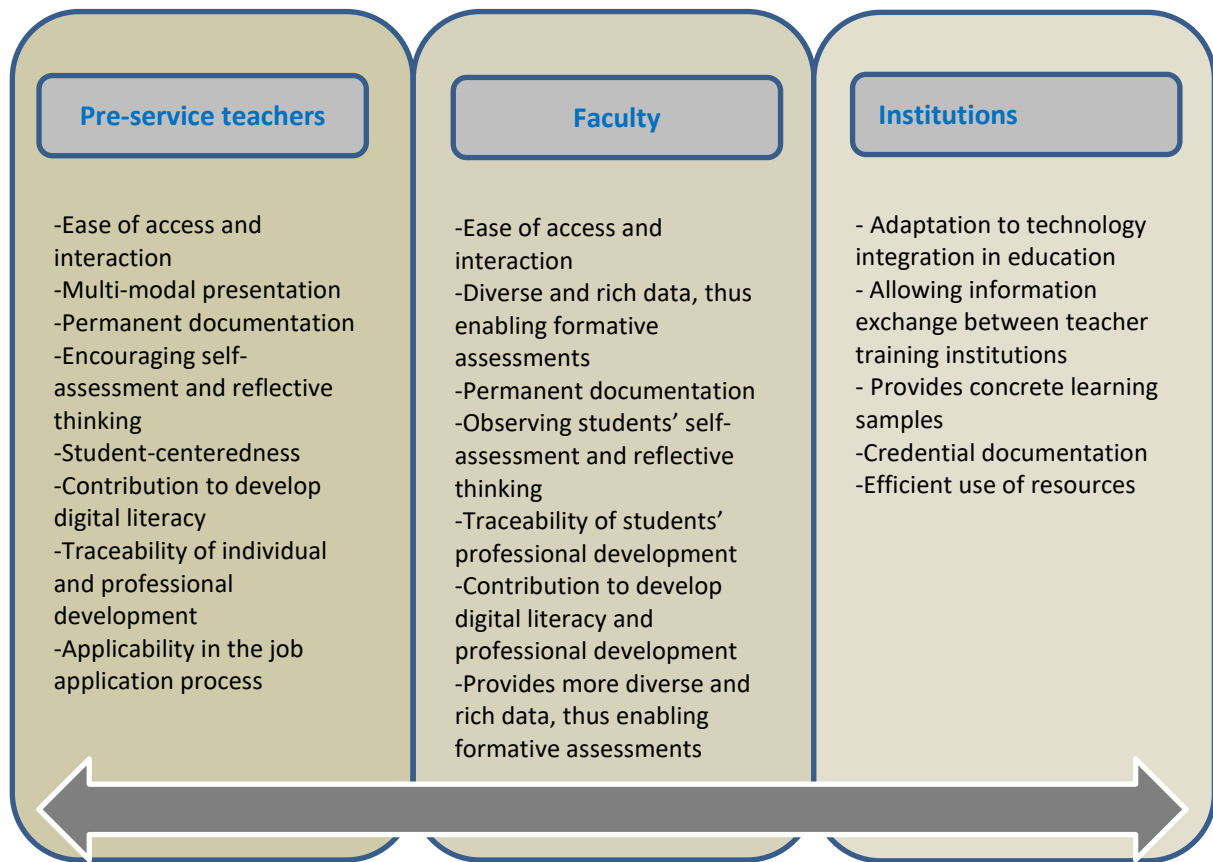 Pre-service teachers
-Ease of access and
interaction
-Multi-modal presentation
-Permanent documentation
-Encouraging self-
assessment and reflective
thinking
-Student-centeredness
-Contribution to develop
digital literacy
-Traceability of individual
and professional
development
-Applicability in the job
application process
Faculty
-Ease of access and
interaction
-Diverse and rich data, thus
enabling formative
assessments
-Permanent documentation
-Observing students’ self-
assessment and reflective
thinking
-Traceability of students’
professional development
-Contribution to develop
digital literacy and
professional development
-Provides more diverse and
rich data, thus enabling
formative assessments
Institutions
- Adaptation to technology
integration in education
- Allowing information
exchange between teacher
training institutions
- Provides concrete learning
samples
-Credential documentation
-Efficient use of resources